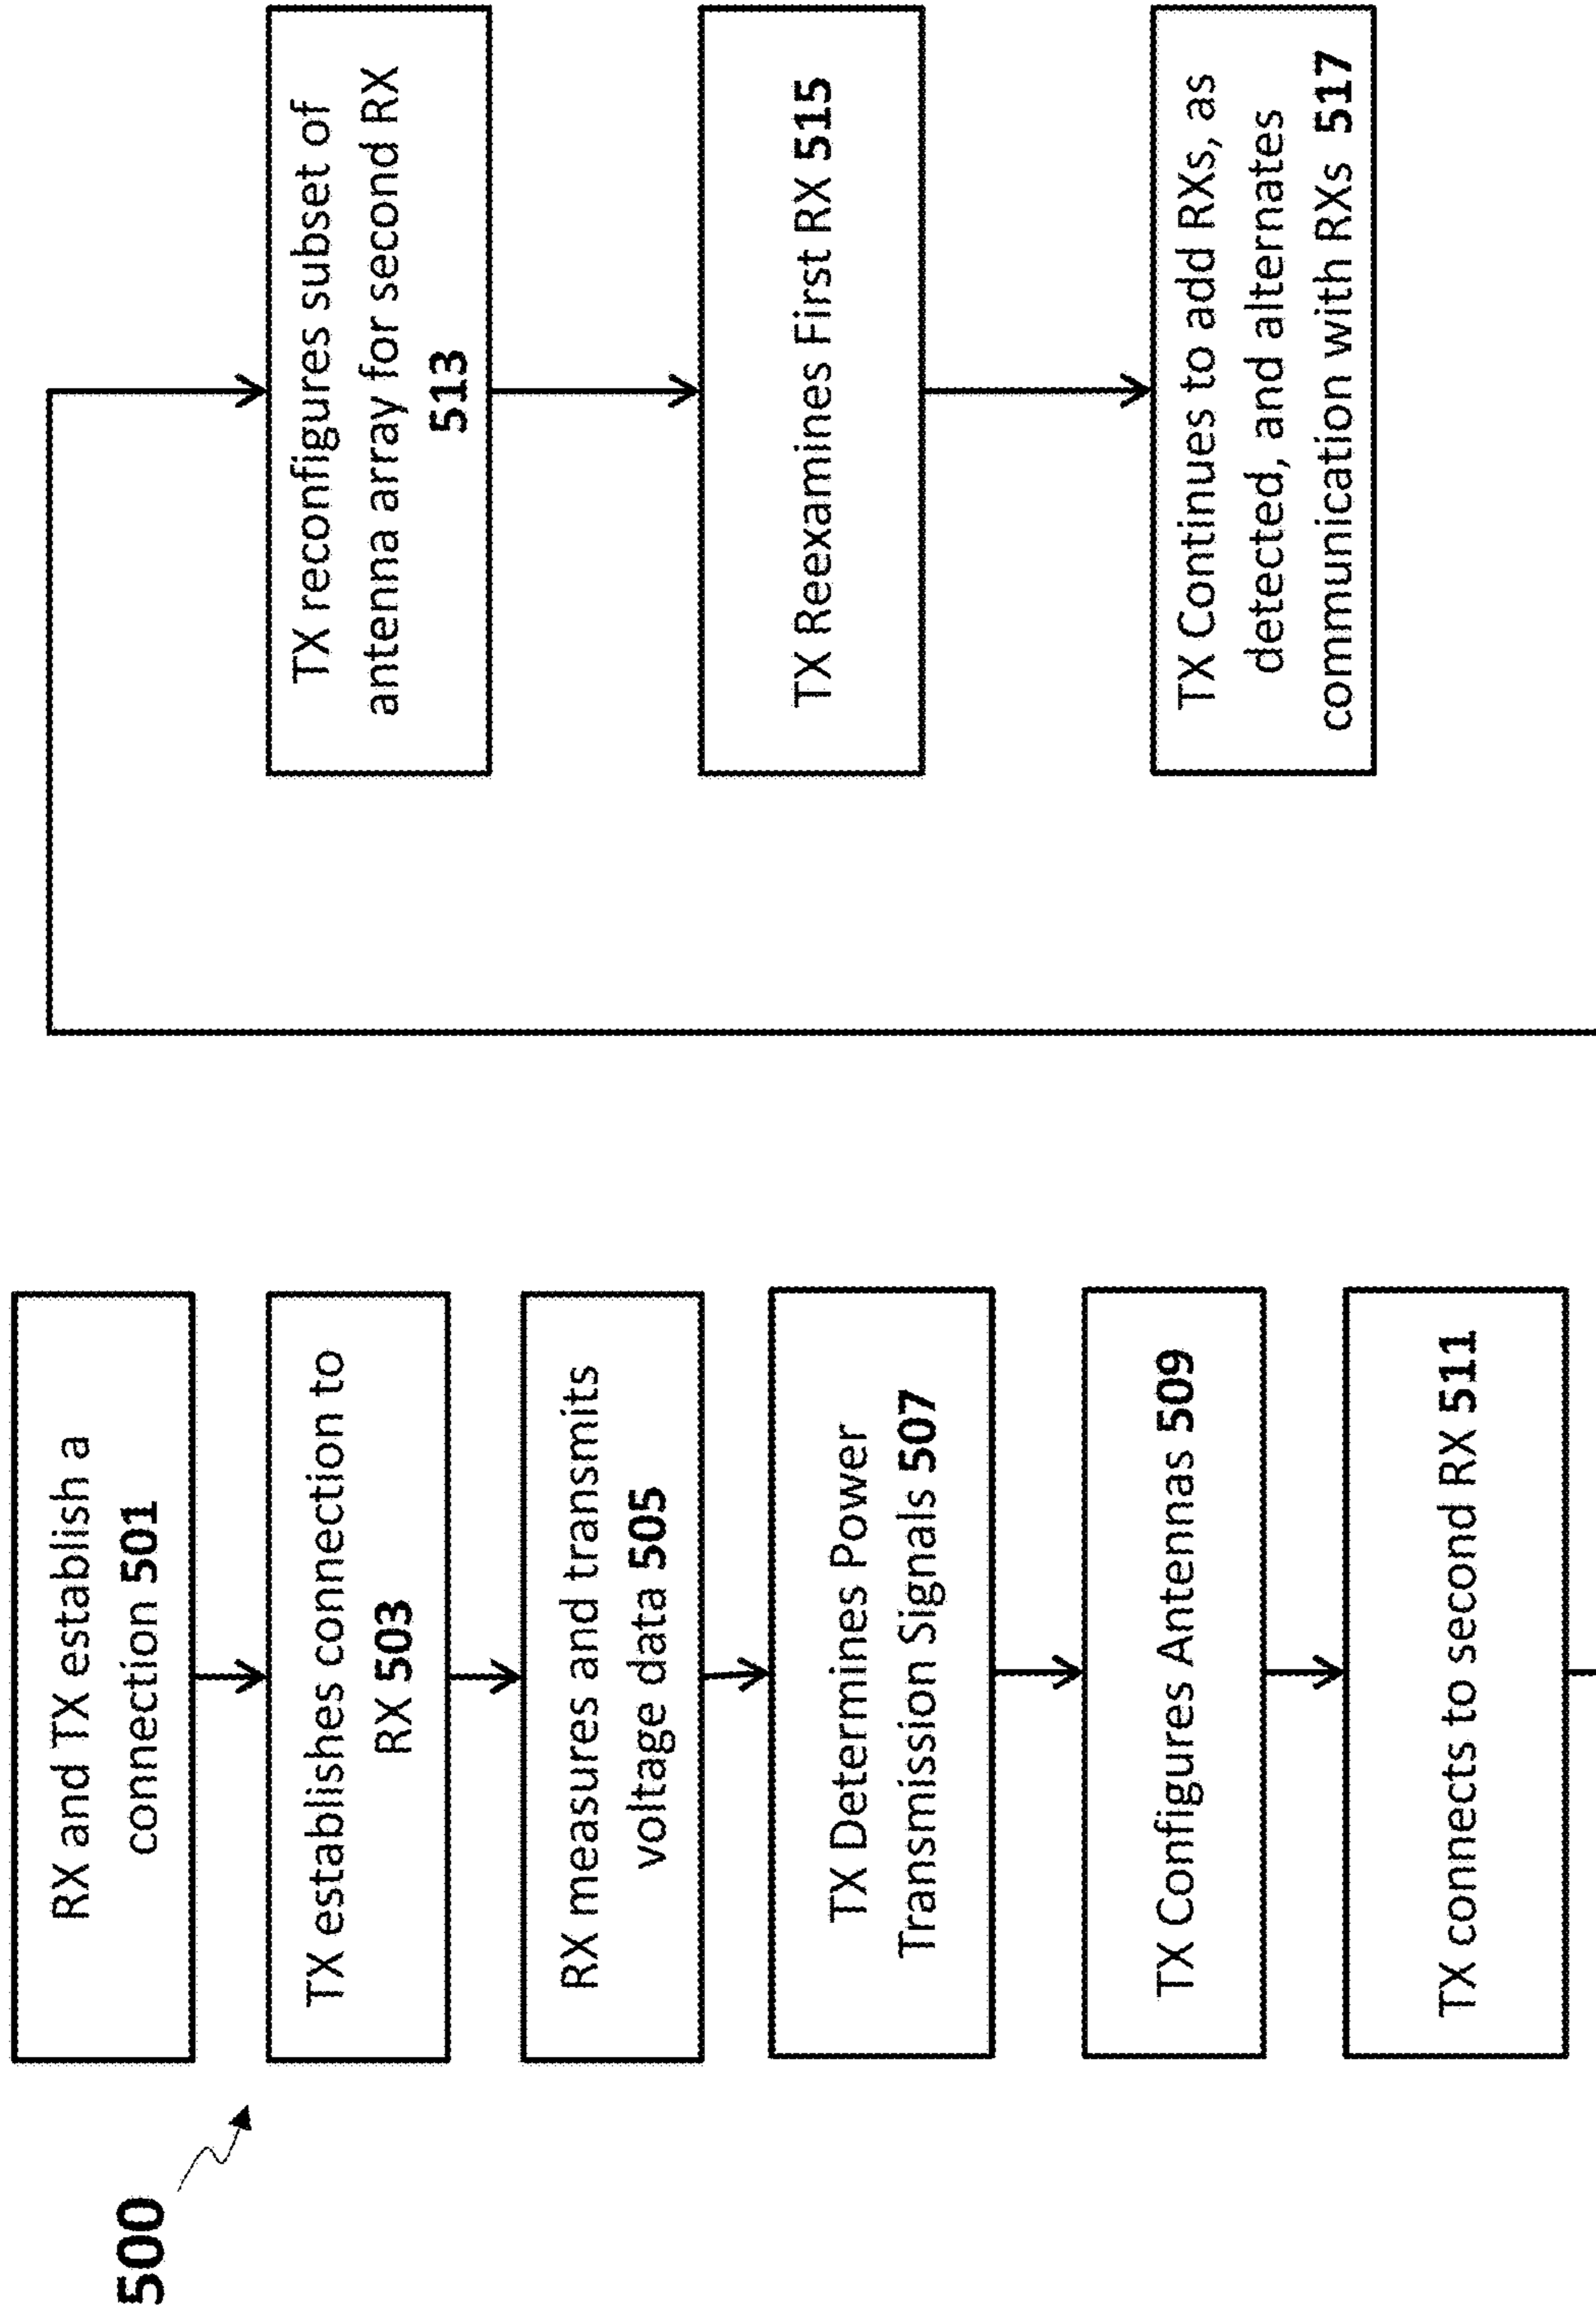 500
RX and TX establish a
connection 501
TX establishes connection to
RX 503
RX measures and transmits
voltage data 505
TX Determines Power
Transmission Signals 507
TX Configures Antennas 509
TX connects to second RX 511
TX reconfigures subset of
antenna array for second RX
513
TX Reexamines First RX 515
TX Continues to add RXs, as
detected, and alternates
communication with RXs 517